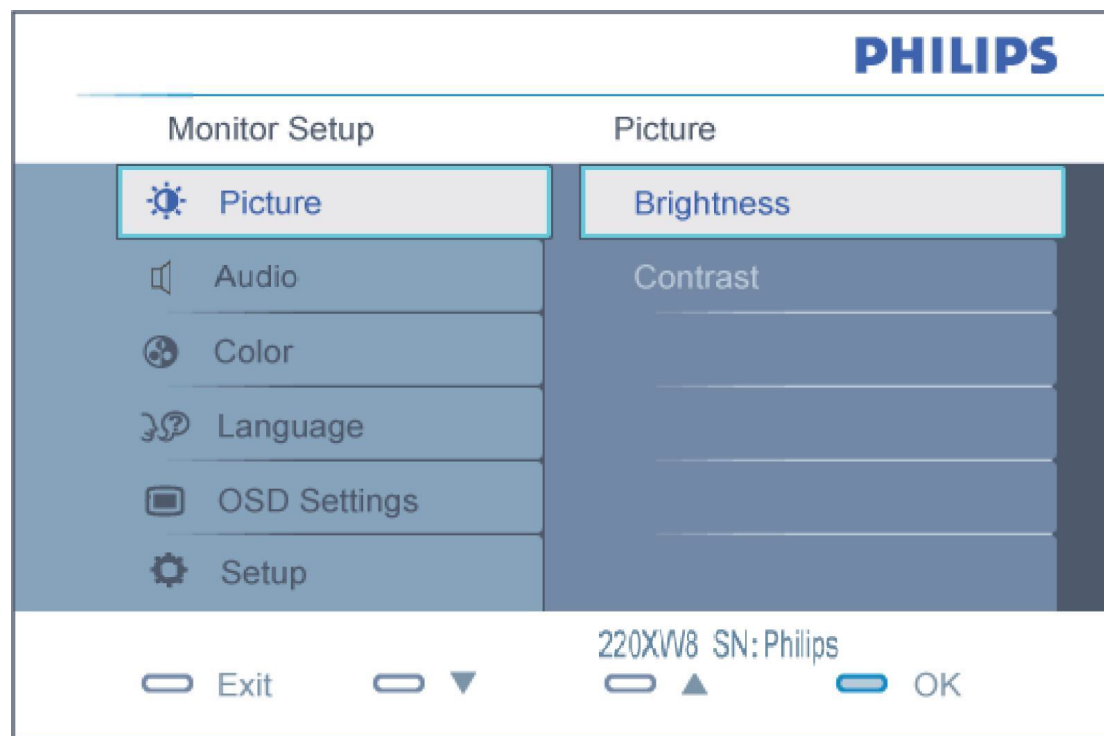 PHILIPS
Monitor Setup Picture
Picture Brightness
Audio Contrast
Color
Language
OSD Settings
Setup
220XW8 SN: Philips
Exit ▼ ▲ OK